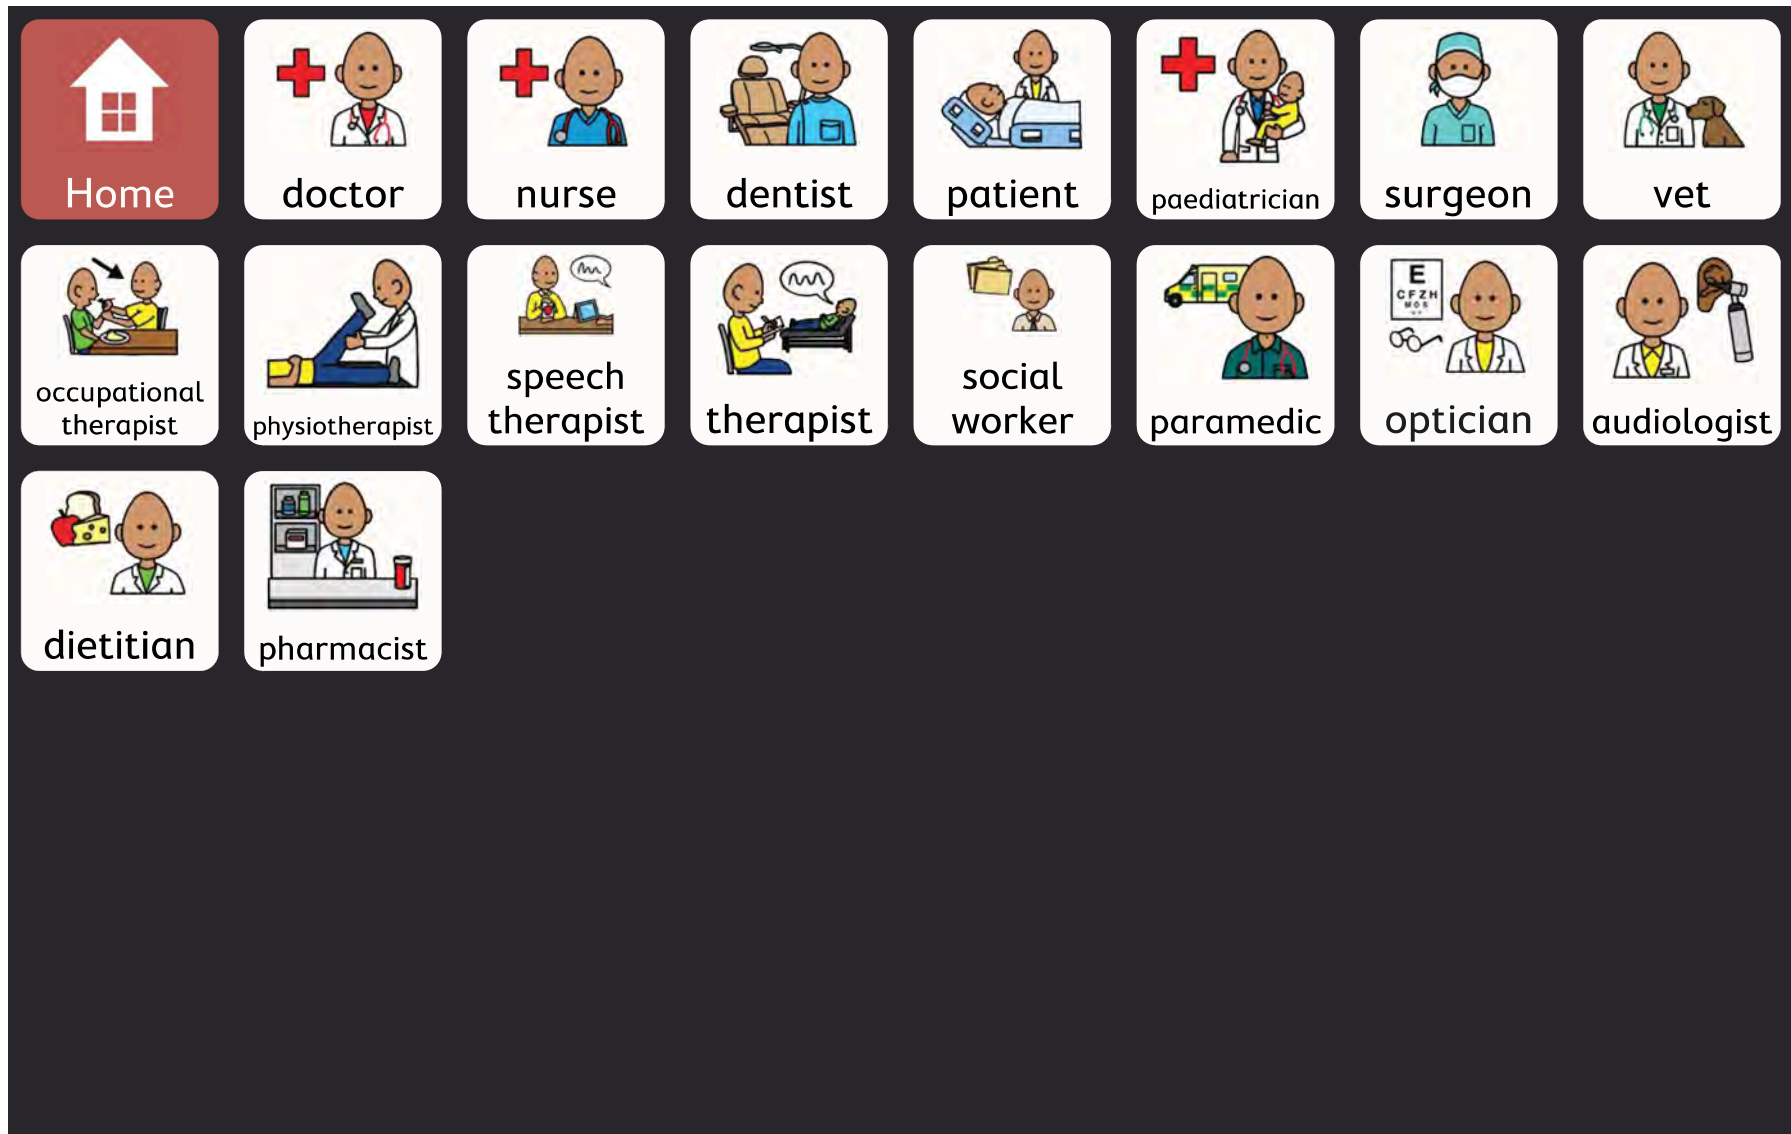 Home
doctor
nurse
dentist
patient
paediatrician
surgeon
vet
occupational
therapist
physiotherapist
speech
therapist
therapist
social
worker
paramedic
E
CFZH
optician
audiologist
dietitian
pharmacist